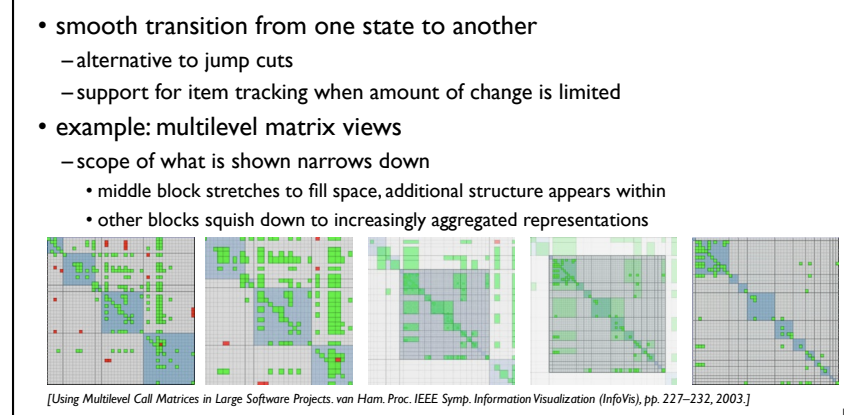 • smooth transition from one state to another
– alternative to jump cuts
– support for item tracking when amount of change is limited
• example: multilevel matrix views
– scope of what is shown narrows down
• middle block stretches to fill space, additional structure appears within
• other blocks squish down to increasingly aggregated representations
[Using Multilevel Call Matrices in Large Software Projects. van Ham. Proc. IEEE Symp. Information Visualization (InfoVis), pp. 227–232, 2003.]